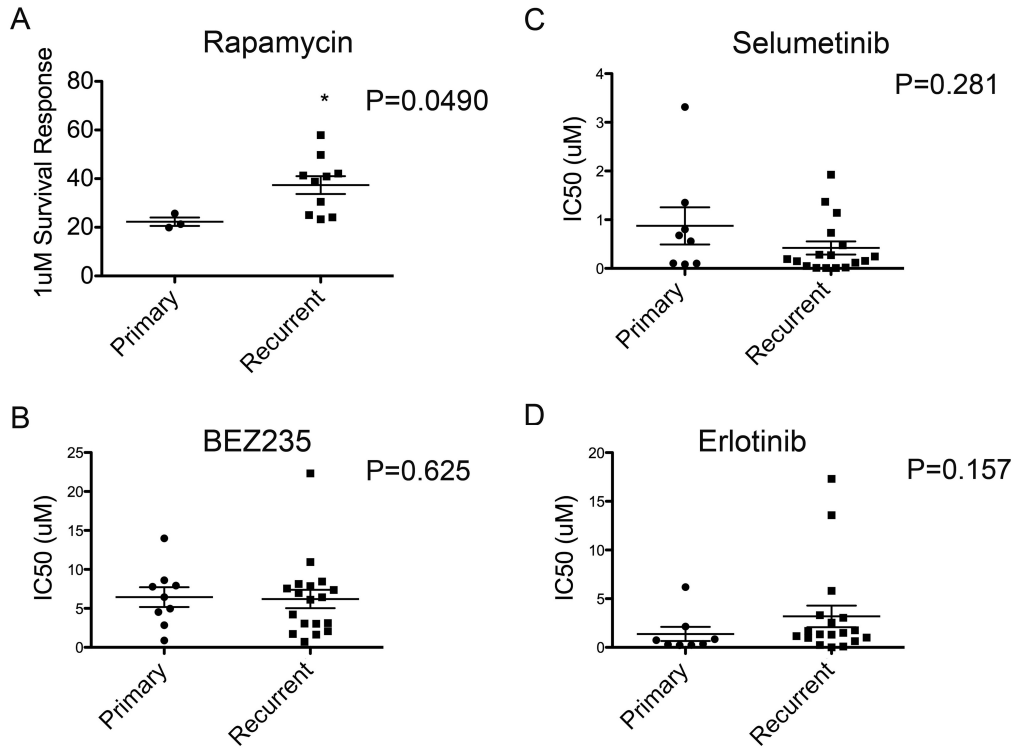 A
Rapamycin
P=0.0490
*
1uM Survival Response
80
60
40
20
0
Primary
Recurrent
C
Selumetinib
P=0.281
IC50 (uM)
4
3
2
1
0
Primary
Recurrent
B
BEZ235
P=0.625
IC50 (uM)
25
20
15
10
5
0
Primary
Recurrent
D
Erlotinib
P=0.157
IC50 (uM)
20
15
10
5
0
Primary
Recurrent